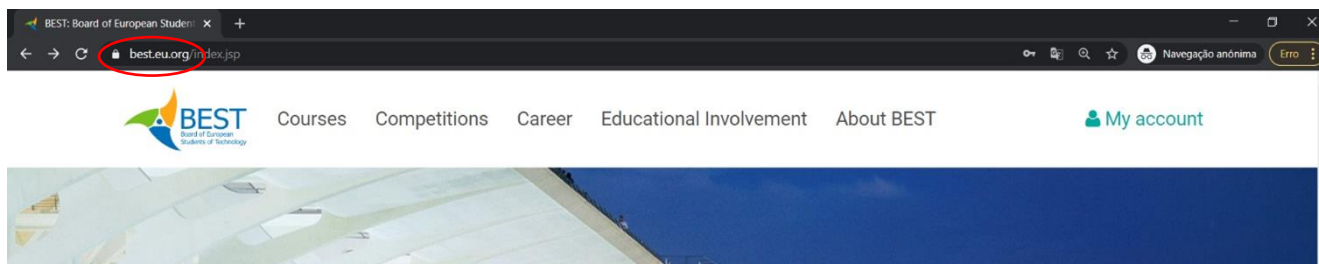 BEST: Board of European Student
best.eu.org/index.jsp
Navegação anónima
Erro
BEST
Board of European
Students of Technology
Courses
Competitions
Career
Educational Involvement
About BEST
My account